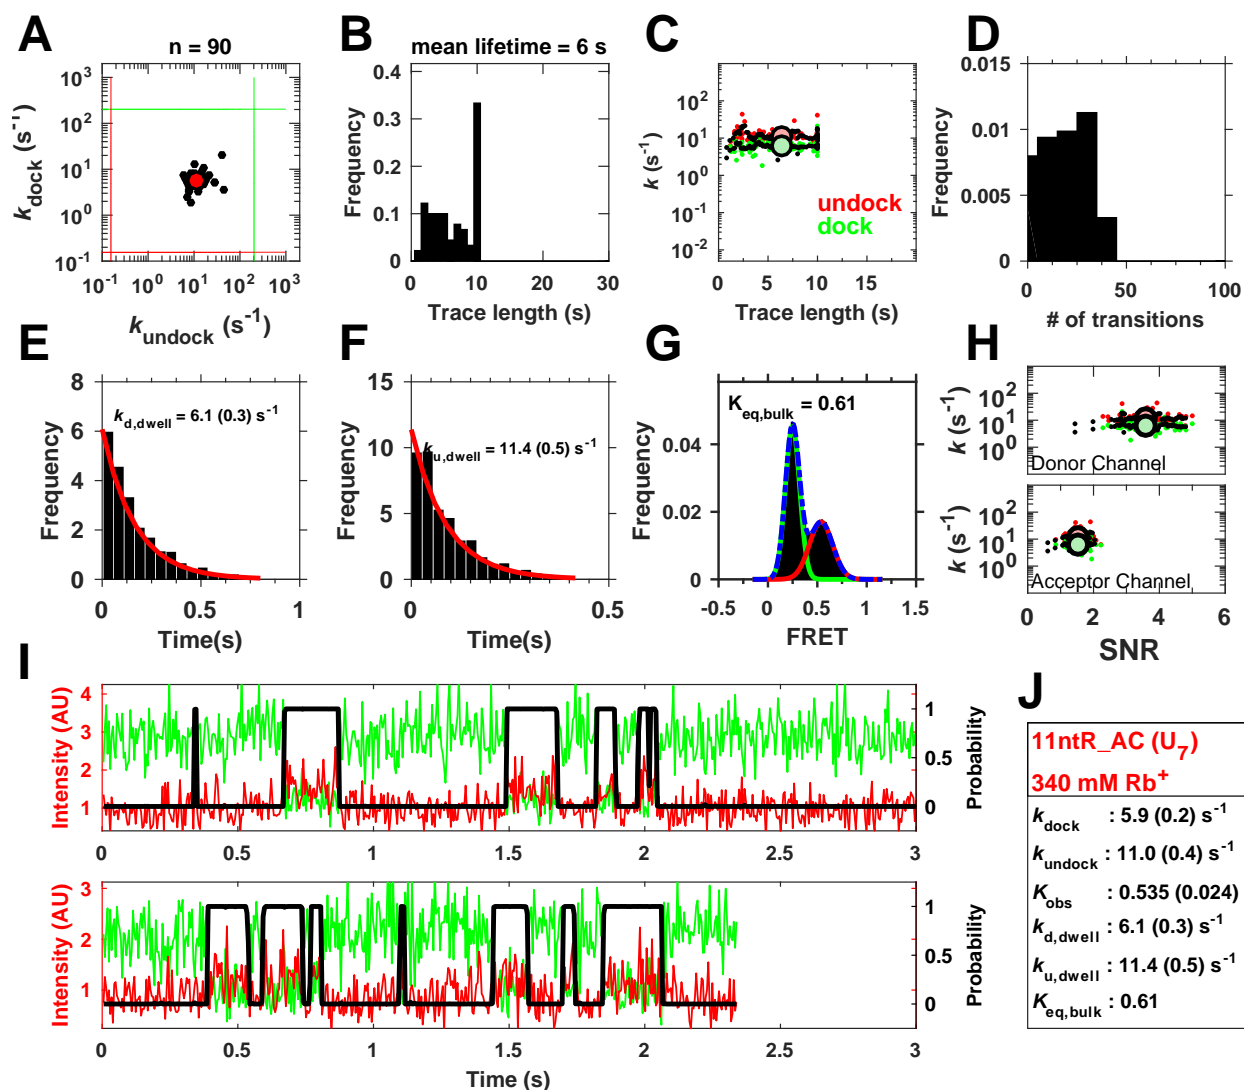 A
n = 90
10³
10²
10¹
10⁰
10⁻¹
10⁻¹ 10⁰ 10¹ 10² 10³
k_dock (s⁻¹)
k_undock (s⁻¹)
B
mean lifetime = 6 s
0.4
0.3
0.2
0.1
0
0 10 20 30
Frequency
Trace length (s)
C
10²
10¹
10⁰
10⁻¹
10⁻²
0 5 10 15
k (s⁻¹)
undock
dock
Trace length (s)
D
0.015
0.01
0.005
0
0 50 100
Frequency
# of transitions
E
8
6
4
2
0
0 0.5 1
k_d,dwell = 6.1 (0.3) s⁻¹
Frequency
Time(s)
F
15
10
5
0
0 0.5
k_u,dwell = 11.4 (0.5) s⁻¹
Frequency
Time(s)
G
K_eq,bulk = 0.61
0.04
0.02
0
-0.5 0 0.5 1 1.5
Frequency
FRET
H
10²
10¹
10⁰
k (s⁻¹)
Donor Channel
10²
10¹
10⁰
k (s⁻¹)
Acceptor Channel
0 2 4 6
SNR
I
4
3
2
1
Intensity (AU)
1
0.5
0
Probability
0 0.5 1 1.5 2 2.5 3
3
2
1
Intensity (AU)
1
0.5
0
Probability
0 0.5 1 1.5 2 2.5 3
Time (s)
J
11ntR_AC (U₇)
340 mM Rb⁺
k_dock : 5.9 (0.2) s⁻¹
k_undock : 11.0 (0.4) s⁻¹
K_obs : 0.535 (0.024)
k_d,dwell : 6.1 (0.3) s⁻¹
k_u,dwell : 11.4 (0.5) s⁻¹
K_eq,bulk : 0.61